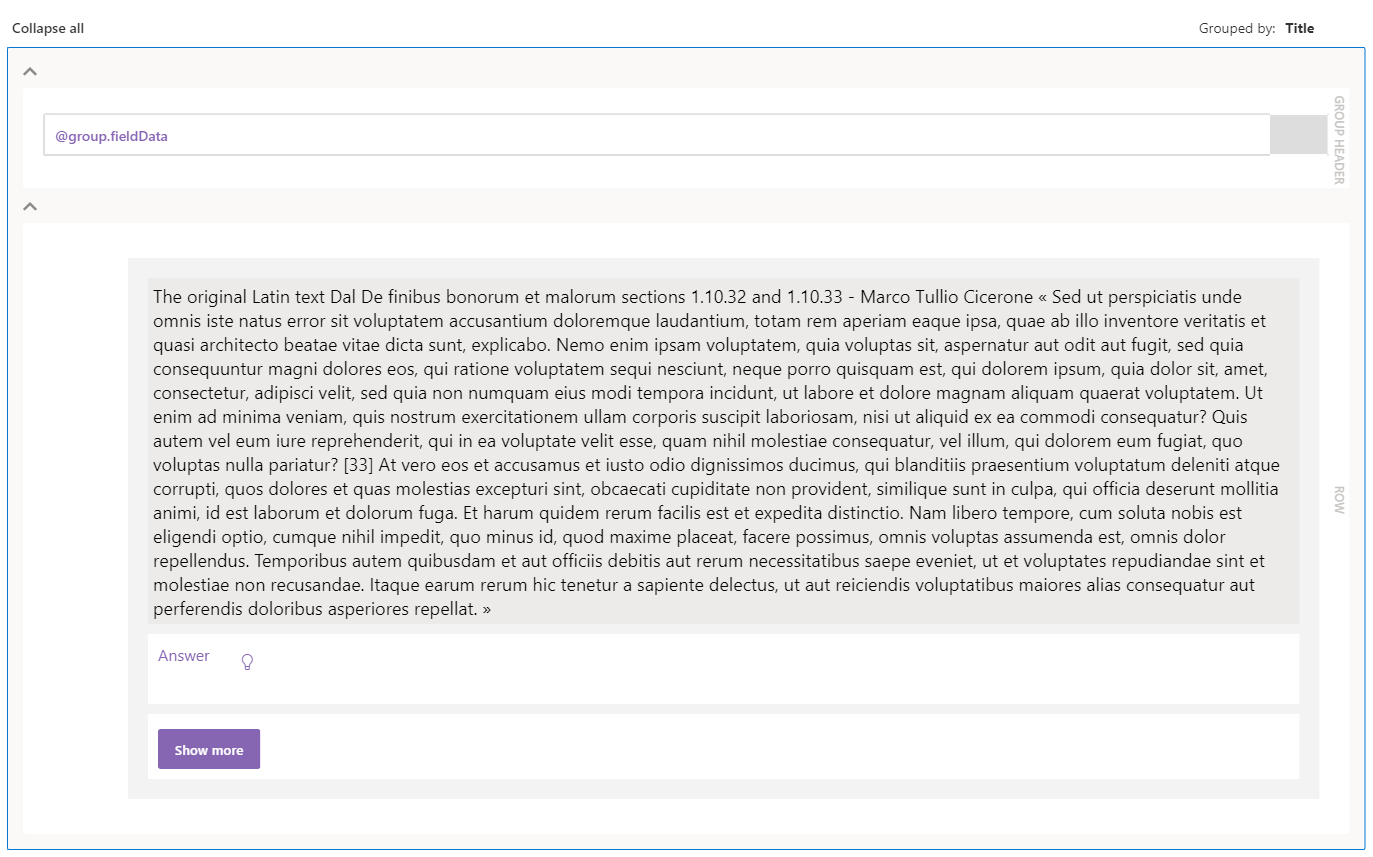 Collapse all
Grouped by: Title
@group.fieldData
GROUP HEADER
The original Latin text Dal De finibus bonorum et malorum sections 1.10.32 and 1.10.33 - Marco Tullio Cicerone « Sed ut perspiciatis unde
omnis iste natus error sit voluptatem accusantium doloremque laudantium, totam rem aperiam eaque ipsa, quae ab illo inventore veritatis et
quasi architecto beatae vitae dicta sunt, explicabo. Nemo enim ipsam voluptatem, quia voluptas sit, aspernatur aut odit aut fugit, sed quia
consequuntur magni dolores eos, qui ratione voluptatem sequi nesciunt, neque porro quisquam est, qui dolorem ipsum, quia dolor sit, amet,
consectetur, adipisci velit, sed quia non numquam eius modi tempora incidunt, ut labore et dolore magnam aliquam quaerat voluptatem. Ut
enim ad minima veniam, quis nostrum exercitationem ullam corporis suscipit laboriosam, nisi ut aliquid ex ea commodi consequatur? Quis
autem vel eum iure reprehenderit, qui in ea voluptate velit esse, quam nihil molestiae consequatur, vel illum, qui dolorem eum fugiat, quo
voluptas nulla pariatur? [33] At vero eos et accusamus et iusto odio dignissimos ducimus, qui blanditiis praesentium voluptatum deleniti atque
corrupti, quos dolores et quas molestias excepturi sint, obcaecati cupiditate non provident, similique sunt in culpa, qui officia deserunt mollitia
animi, id est laborum et dolorum fuga. Et harum quidem rerum facilis est et expedita distinctio. Nam libero tempore, cum soluta nobis est
eligendi optio, cumque nihil impedit, quo minus id, quod maxime placeat, facere possimus, omnis voluptas assumenda est, omnis dolor
repellendus. Temporibus autem quibusdam et aut officiis debitis aut rerum necessitatibus saepe eveniet, ut et voluptates repudiandae sint et
molestiae non recusandae. Itaque earum rerum hic tenetur a sapiente delectus, ut aut reiciendis voluptatibus maiores alias consequatur aut
perferendis doloribus asperiores repellat. »
ROW
Answer
Show more